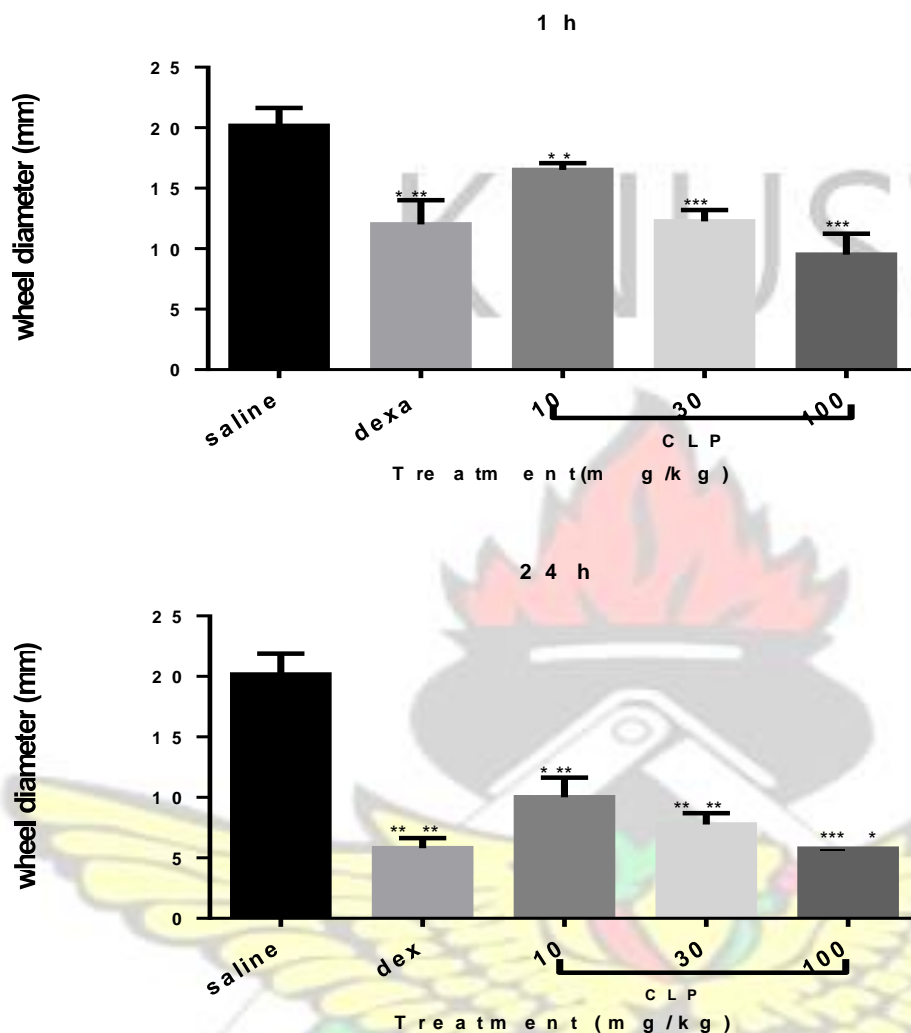 1 h
wheel diameter (mm)
25
20
15
10
5
0
** 
***
***
***
saline
dexa
10
30
100
CLP
Treatment(mg/kg)
KNUS
24 h
wheel diameter (mm)
25
20
15
10
5
0
****
***
****
****
saline
dex
10
30
100
CLP
Treatment (mg/kg)